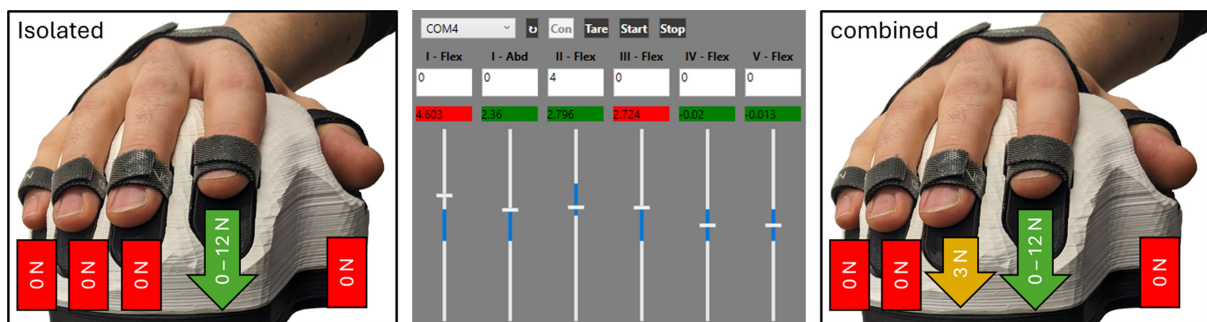 Isolated
0 N
0 N
0 N
0 – 12 N
0 N
COM4
↻
Con
Tare
Start
Stop
I - Flex
I - Abd
II - Flex
III - Flex
IV - Flex
V - Flex
0
0
4
0
0
0
4.603
2.36
2.796
2.724
-0.02
-0.013
combined
0 N
0 N
3 N
0 – 12 N
0 N